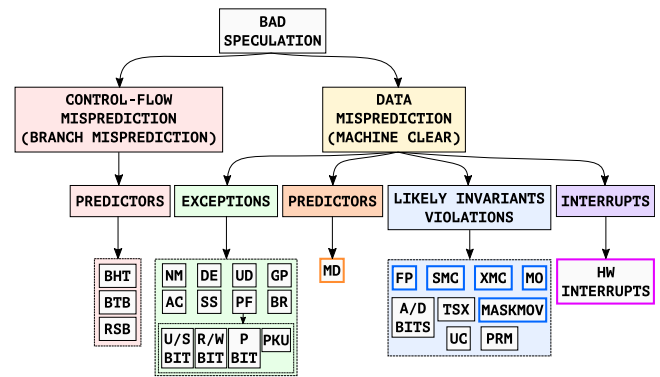 BAD
SPECULATION
CONTROL-FLOW
MISPREDICTION
(BRANCH MISPREDICTION)
DATA
MISPREDICTION
(MACHINE CLEAR)
PREDICTORS
EXCEPTIONS
PREDICTORS
LIKELY INVARIANTS
VIOLATIONS
INTERRUPTS
BHT
BTB
RSB
NM DE UD GP
AC SS PF BR
U/S
BIT
R/W
BIT
P
BIT
PKU
MD
FP SMC XMC MO
A/D
BITS
TSX MASKMOV
UC PRM
HW
INTERRUPTS